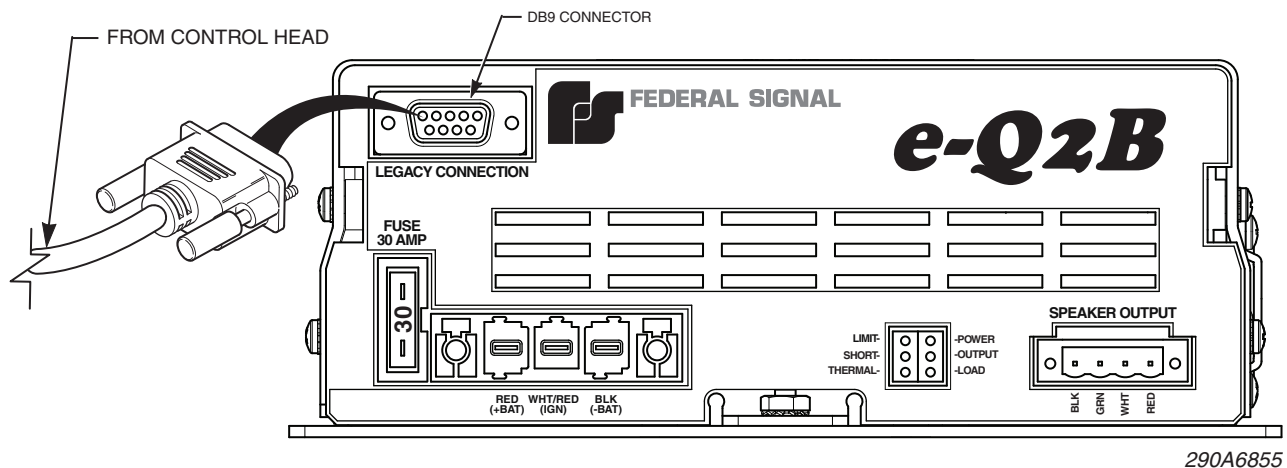 DB9 CONNECTOR
FROM CONTROL HEAD
FEDERAL SIGNAL
e-Q2B
LEGACY CONNECTION
FUSE
30 AMP
30
SPEAKER OUTPUT
LIMIT-
-POWER
SHORT-
-OUTPUT
THERMAL-
-LOAD
RED
(+BAT)
WHT/RED
(IGN)
BLK
(-BAT)
BLK
GRN
WHT
RED
290A6855